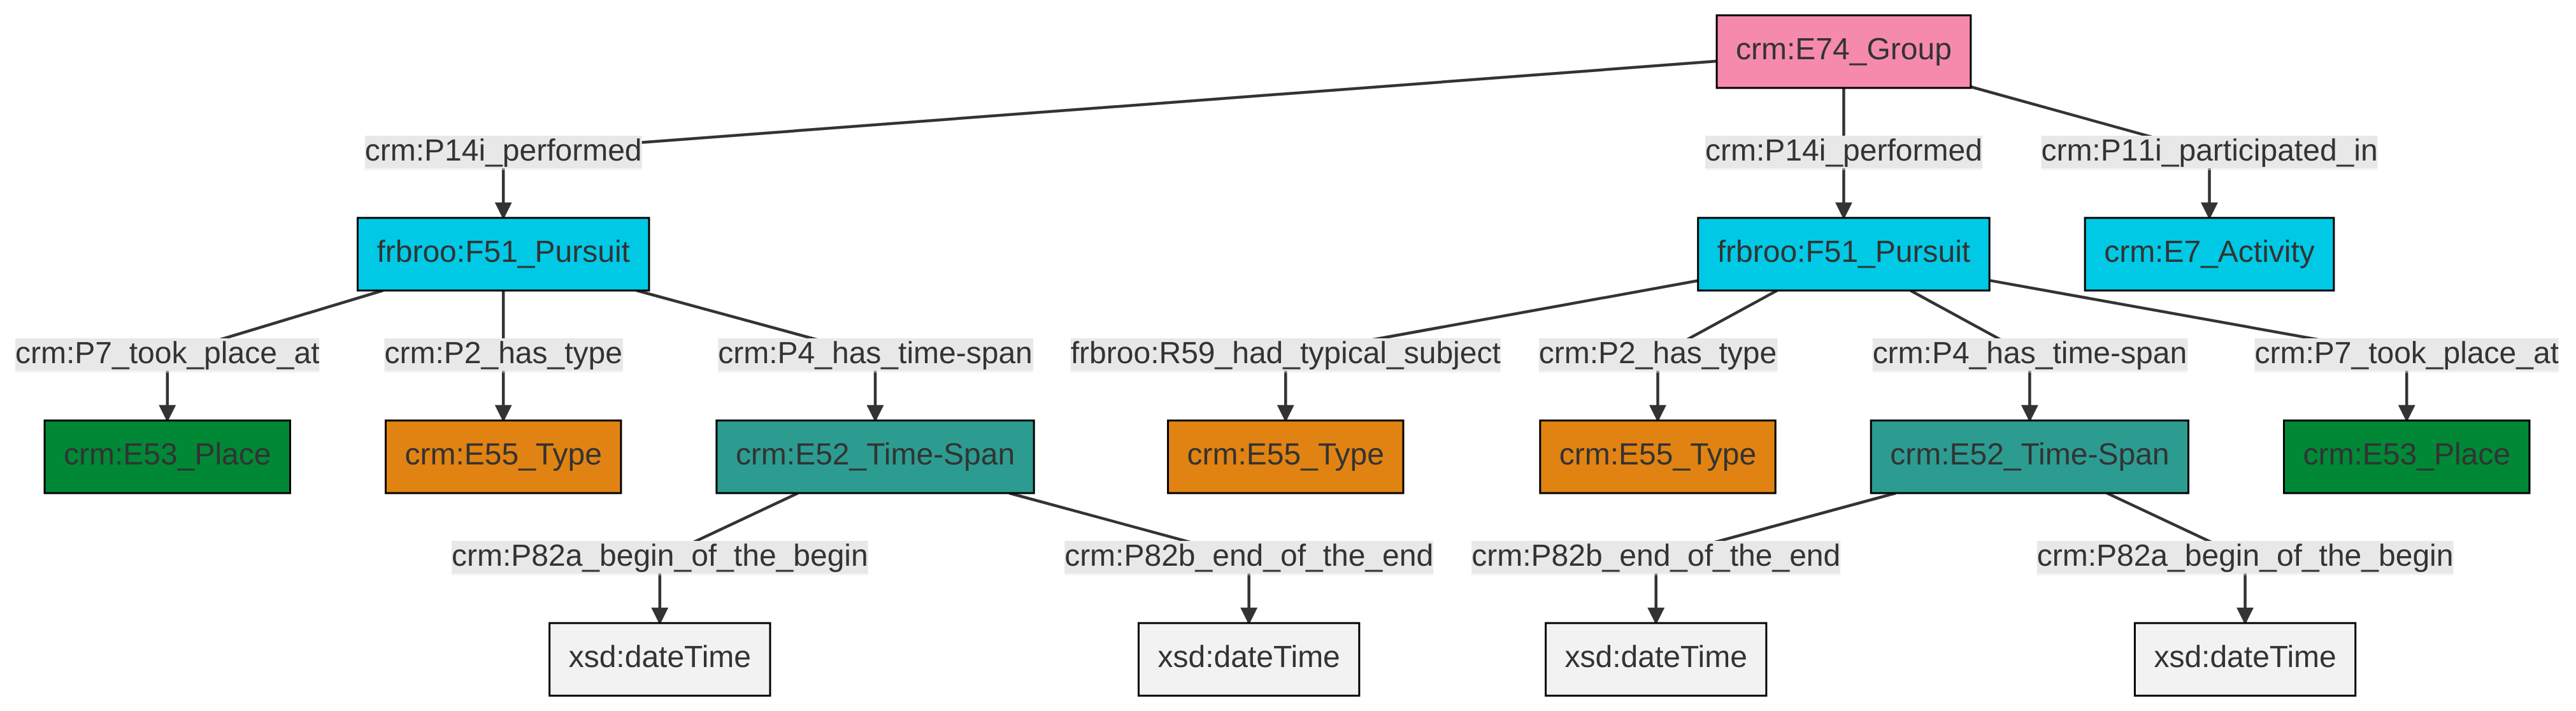 crm:E74_Group
crm:P14i_performed
crm:P14i_performed
crm:P11i_participated_in
frbroo:F51_Pursuit
frbroo:F51_Pursuit
crm:E7_Activity
crm:P7_took_place_at
crm:P2_has_type
crm:P4_has_time-span
frbroo:R59_had_typical_subject
crm:P2_has_type
crm:P4_has_time-span
crm:P7_took_place_at
crm:E53_Place
crm:E55_Type
crm:E52_Time-Span
crm:E55_Type
crm:E55_Type
crm:E52_Time-Span
crm:E53_Place
crm:P82a_begin_of_the_begin
crm:P82b_end_of_the_end
crm:P82b_end_of_the_end
crm:P82a_begin_of_the_begin
xsd:dateTime
xsd:dateTime
xsd:dateTime
xsd:dateTime